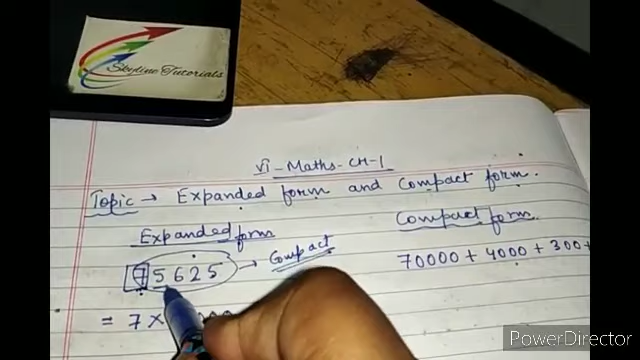 Skyline Tutorials
VI - Maths - CH-1
Topic → Expanded form and Compact form.
Expanded form
Compact form
75625 → Compact
70000 + 4000 + 300 +
= 7 ×
PowerDirector